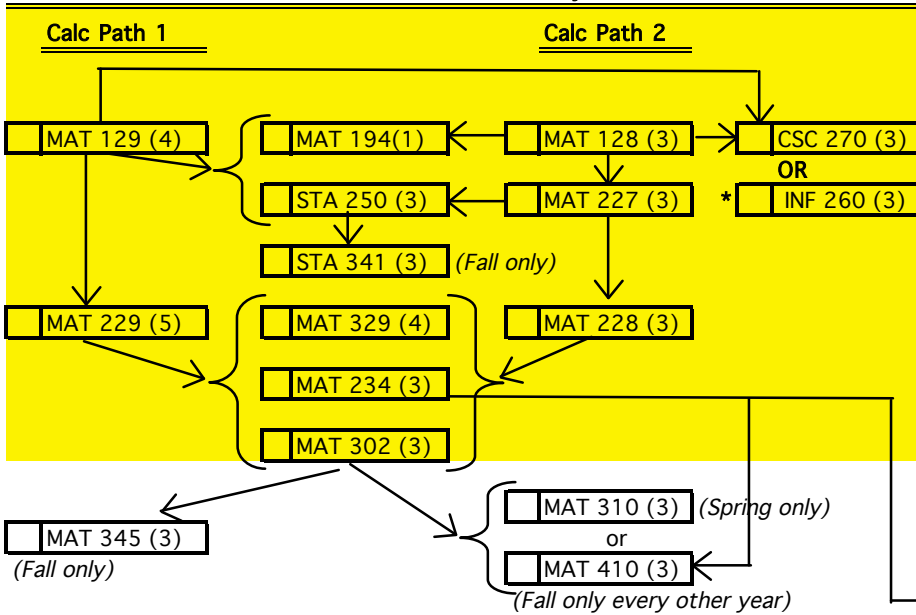 Calc Path 1 Calc Path 2
MAT 129 (4) MAT 194(1) MAT 128 (3) CSC 270 (3)
OR
STA 250 (3) MAT 227 (3) * INF 260 (3)
STA 341 (3) (Fall only)
MAT 229 (5) MAT 329 (4) MAT 228 (3)
MAT 234 (3)
MAT 302 (3)
MAT 310 (3) (Spring only)
MAT 345 (3) or
(Fall only) MAT 410 (3)
(Fall only every other year)